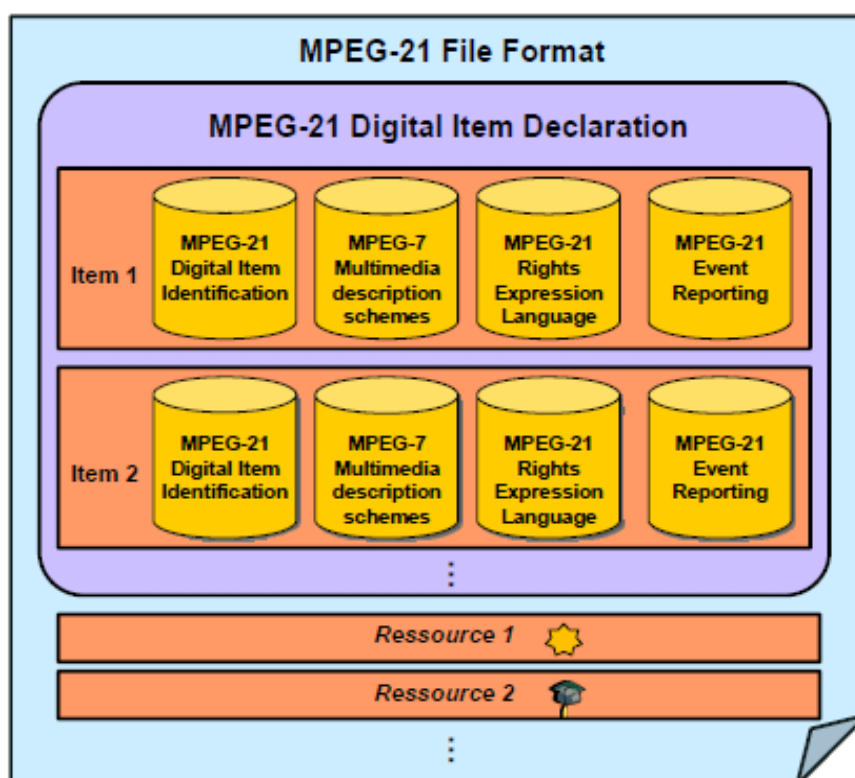 MPEG-21 File Format
MPEG-21 Digital Item Declaration
Item 1
MPEG-21
Digital Item
Identification
MPEG-7
Multimedia
description
schemes
MPEG-21
Rights
Expression
Language
MPEG-21
Event
Reporting
Item 2
MPEG-21
Digital Item
Identification
MPEG-7
Multimedia
description
schemes
MPEG-21
Rights
Expression
Language
MPEG-21
Event
Reporting
⋮
Ressource 1
Ressource 2
⋮